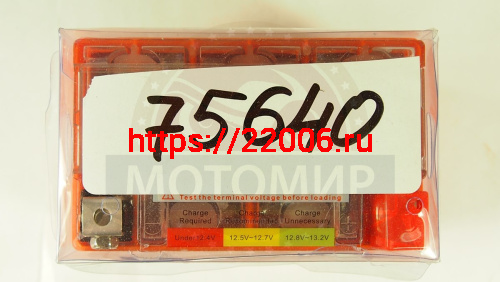 75640
https://22006.ru
МОТОМИР
Test the terminal voltage before loading
Charge Required
Charge Recommended
Charge Unnecessary
Under 12.4V
12.5V~12.7V
12.8V~13.2V